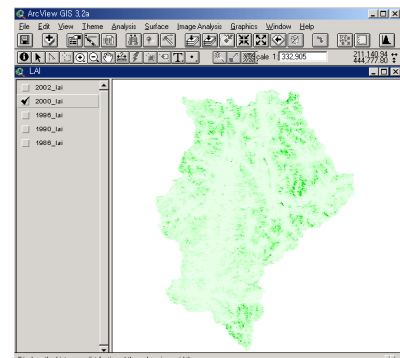 ArcView GIS 3,2a
File Edit View Theme Analysis Surface Image Analysis Graphics Window Help
Scale 1: 332,905
211,140.94
444,777.80
LAI
2002_lai
2000_lai
1996_lai
1990_lai
1986_lai